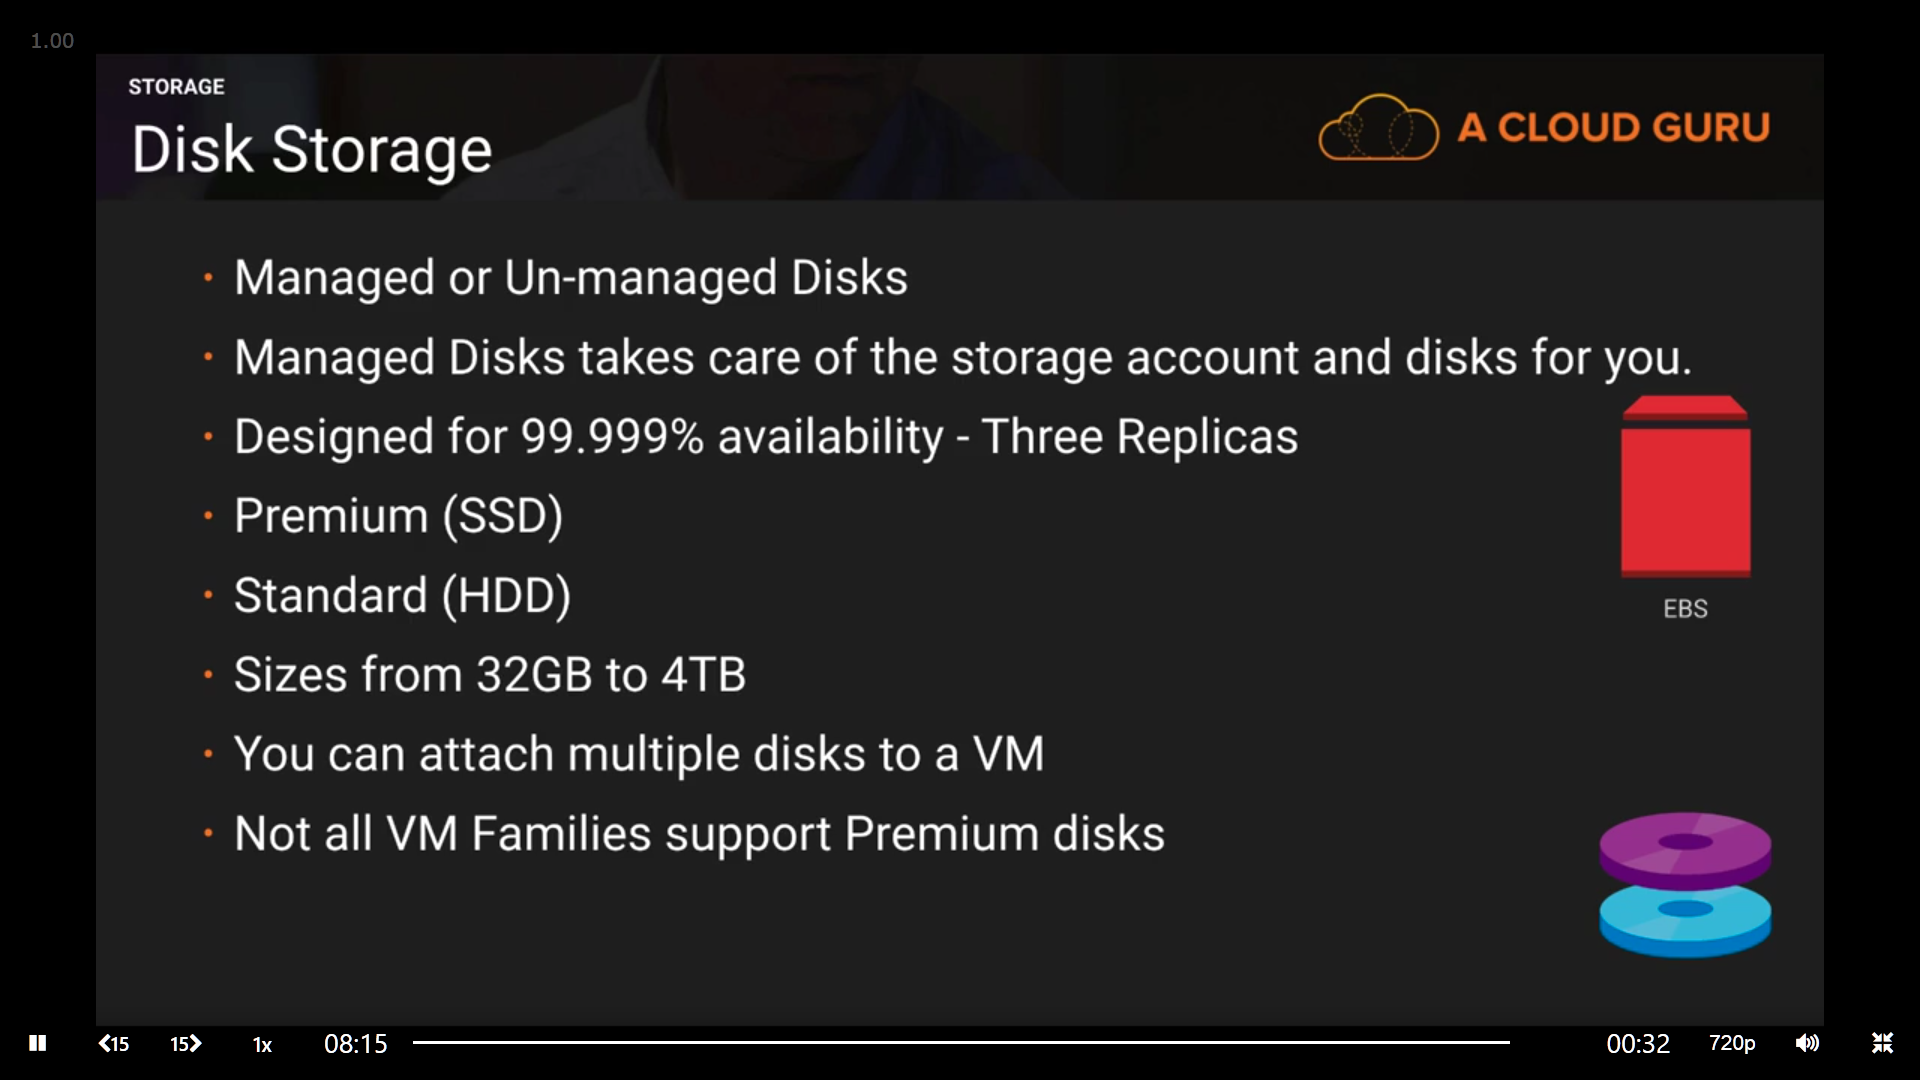 1.00
STORAGE
Disk Storage
A CLOUD GURU
• Managed or Un-managed Disks
• Managed Disks takes care of the storage account and disks for you.
• Designed for 99.999% availability - Three Replicas
• Premium (SSD)
• Standard (HDD)
• Sizes from 32GB to 4TB
• You can attach multiple disks to a VM
• Not all VM Families support Premium disks
EBS
15 15 1x 08:15 00:32 720p